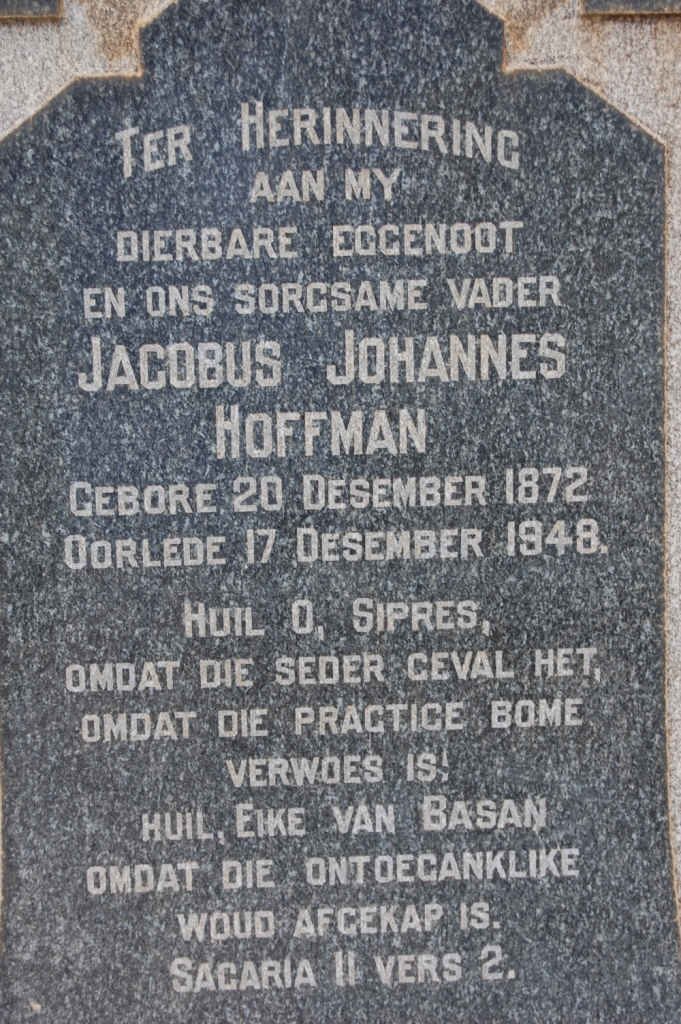 TER HERINNERING
AAN MY
DIERBARE EGGENOOT
EN ONS SORGSAME VADER
JACOBUS JOHANNES
HOFFMAN
GEBORE 20 DESEMBER 1872
OORLEDE 17 DESEMBER 1948.
HUIL O, SIPRES,
OMDAT DIE SEDER GEVAL HET,
OMDAT DIE PRAGTIGE BOME
VERWOES IS!
HUIL, EIKE VAN BASAN
OMDAT DIE ONTOEGANKLIKE
WOUD AFGEKAP IS.
SAGARIA 11 VERS 2.